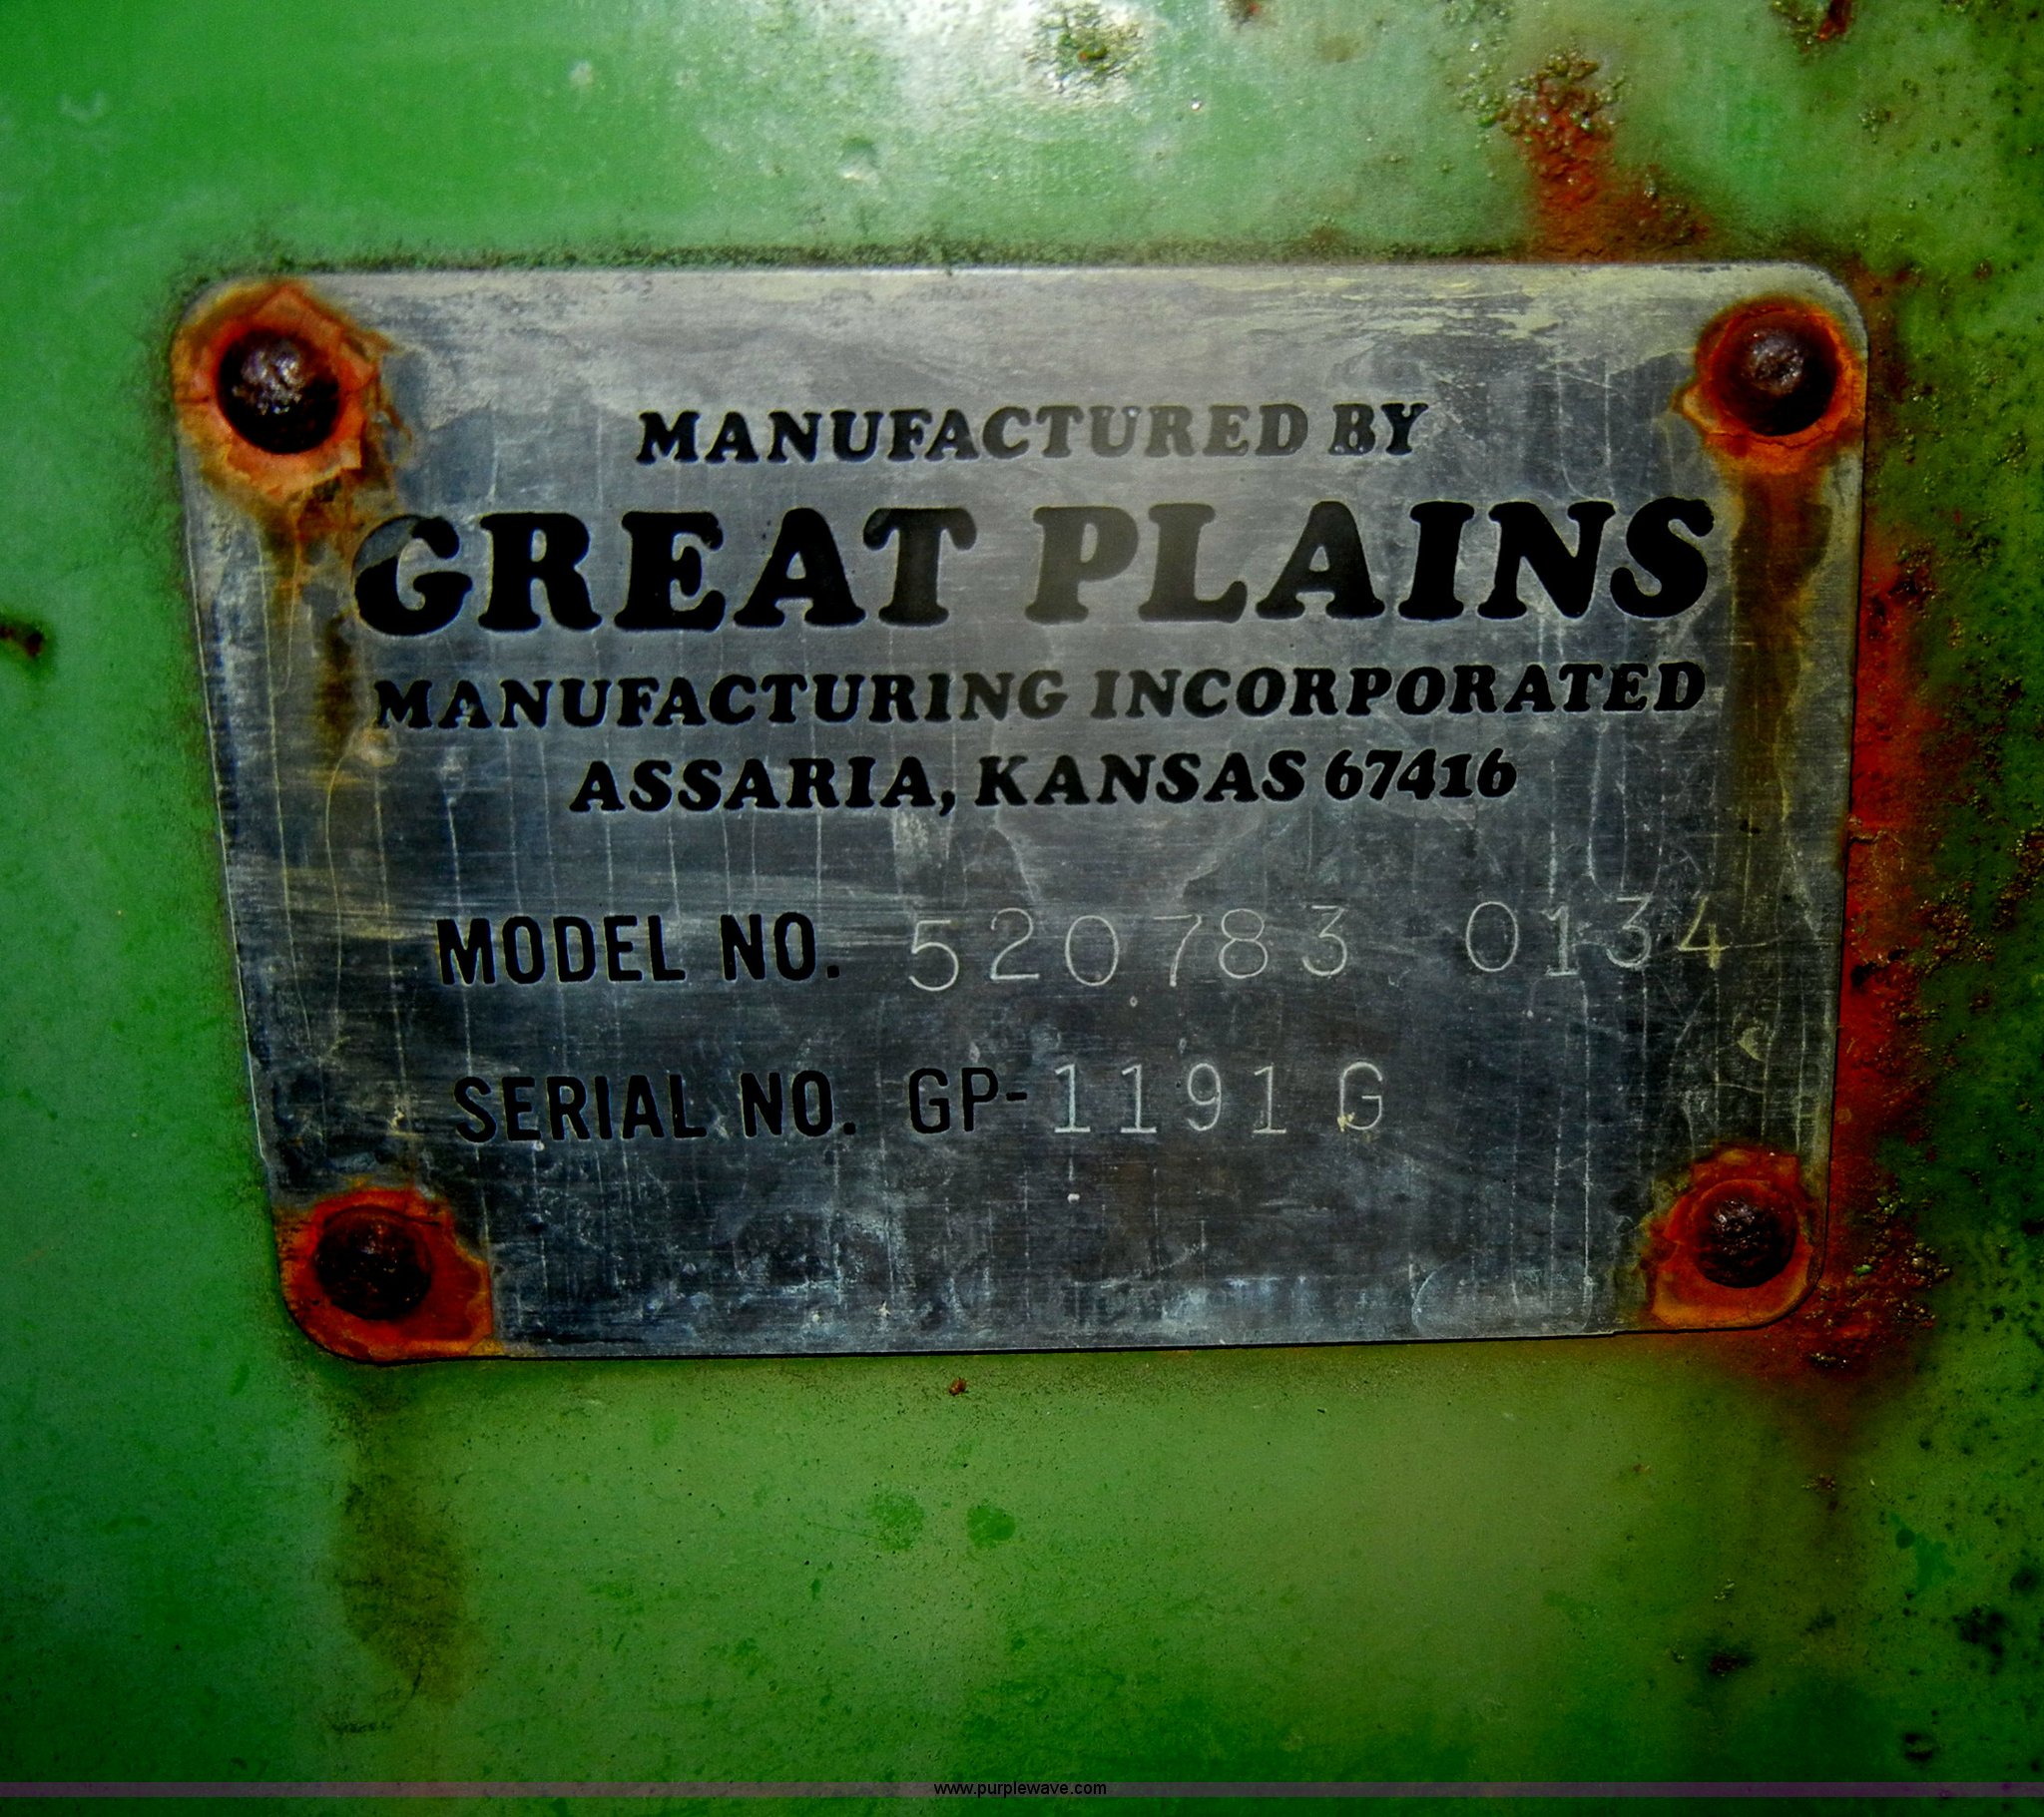 MANUFACTURED BY
GREAT PLAINS
MANUFACTURING INCORPORATED
ASSARIA, KANSAS 67416
MODEL NO. 520783 0134
SERIAL NO. GP-1191G
www.purplewave.com